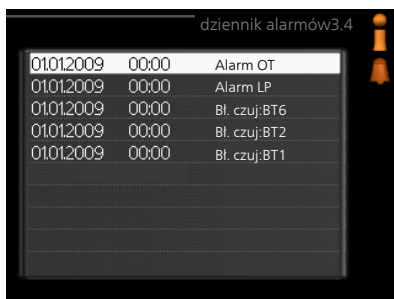 dziennik alarmów3.4
01.01.2009 00:00 Alarm OT
01.01.2009 00:00 Alarm LP
01.01.2009 00:00 Bł. czuj:BT6
01.01.2009 00:00 Bł. czuj:BT2
01.01.2009 00:00 Bł. czuj:BT1